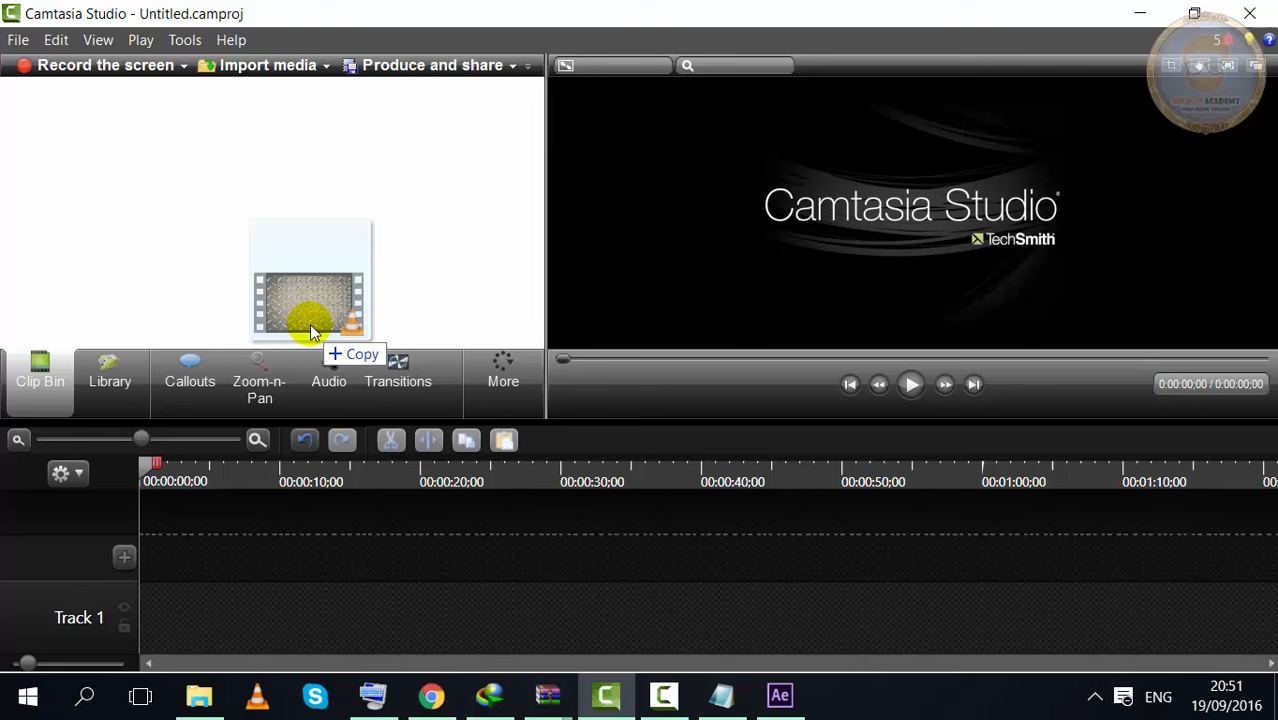 Camtasia Studio - Untitled.camproj
File Edit View Play Tools Help
5
?
Record the screen Import media Produce and share
ACADEMY
Camtasia Studio
TechSmith
+ Copy
Clip Bin Library Callouts Zoom-n-Pan Audio Transitions More
0:00:00;00 / 0:00:00;00
00:00:00;00 00:00:10;00 00:00:20;00 00:00:30;00 00:00:40;00 00:00:50;00 00:01:00;00 00:01:10;00 00
Track 1
Ae
ENG
20:51
19/09/2016